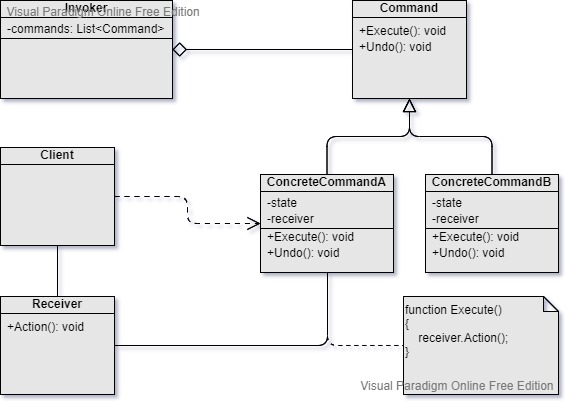 Visual Paradigm Online Free Edition
Invoker
-commands: List<Command>
Command
+Execute(): void
+Undo(): void
Client
ConcreteCommandA
-state
-receiver
+Execute(): void
+Undo(): void
ConcreteCommandB
-state
-receiver
+Execute(): void
+Undo(): void
Receiver
+Action(): void
function Execute()
{
receiver.Action();
}
Visual Paradigm Online Free Edition